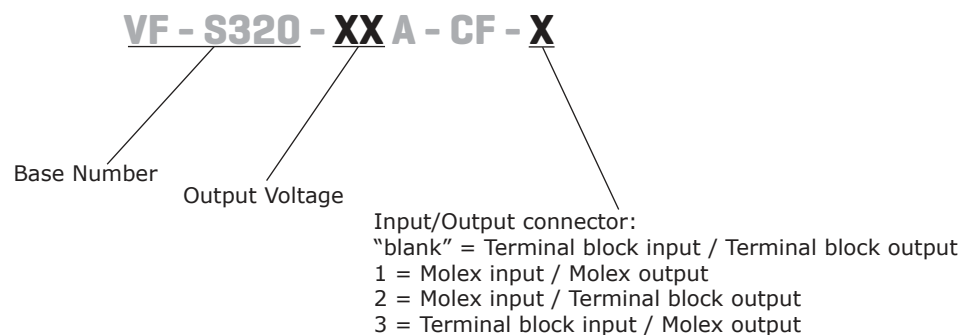 VF - S320 - XX A - CF - X
Base Number
Output Voltage
Input/Output connector:
“blank” = Terminal block input / Terminal block output
1 = Molex input / Molex output
2 = Molex input / Terminal block output
3 = Terminal block input / Molex output